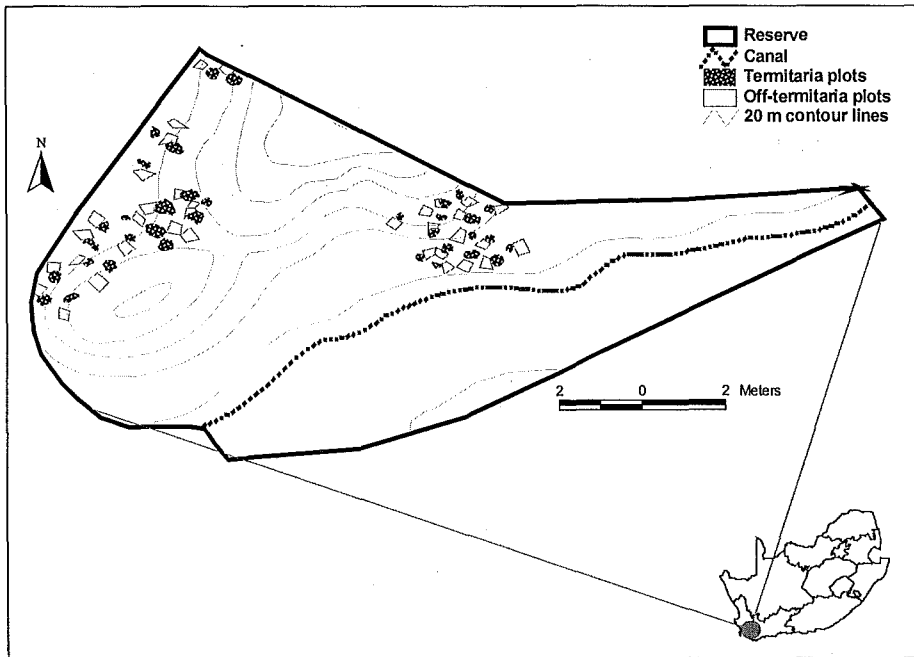 Reserve
Canal
Termitaria plots
Off-termitaria plots
20 m contour lines
N
2 0 2 Meters